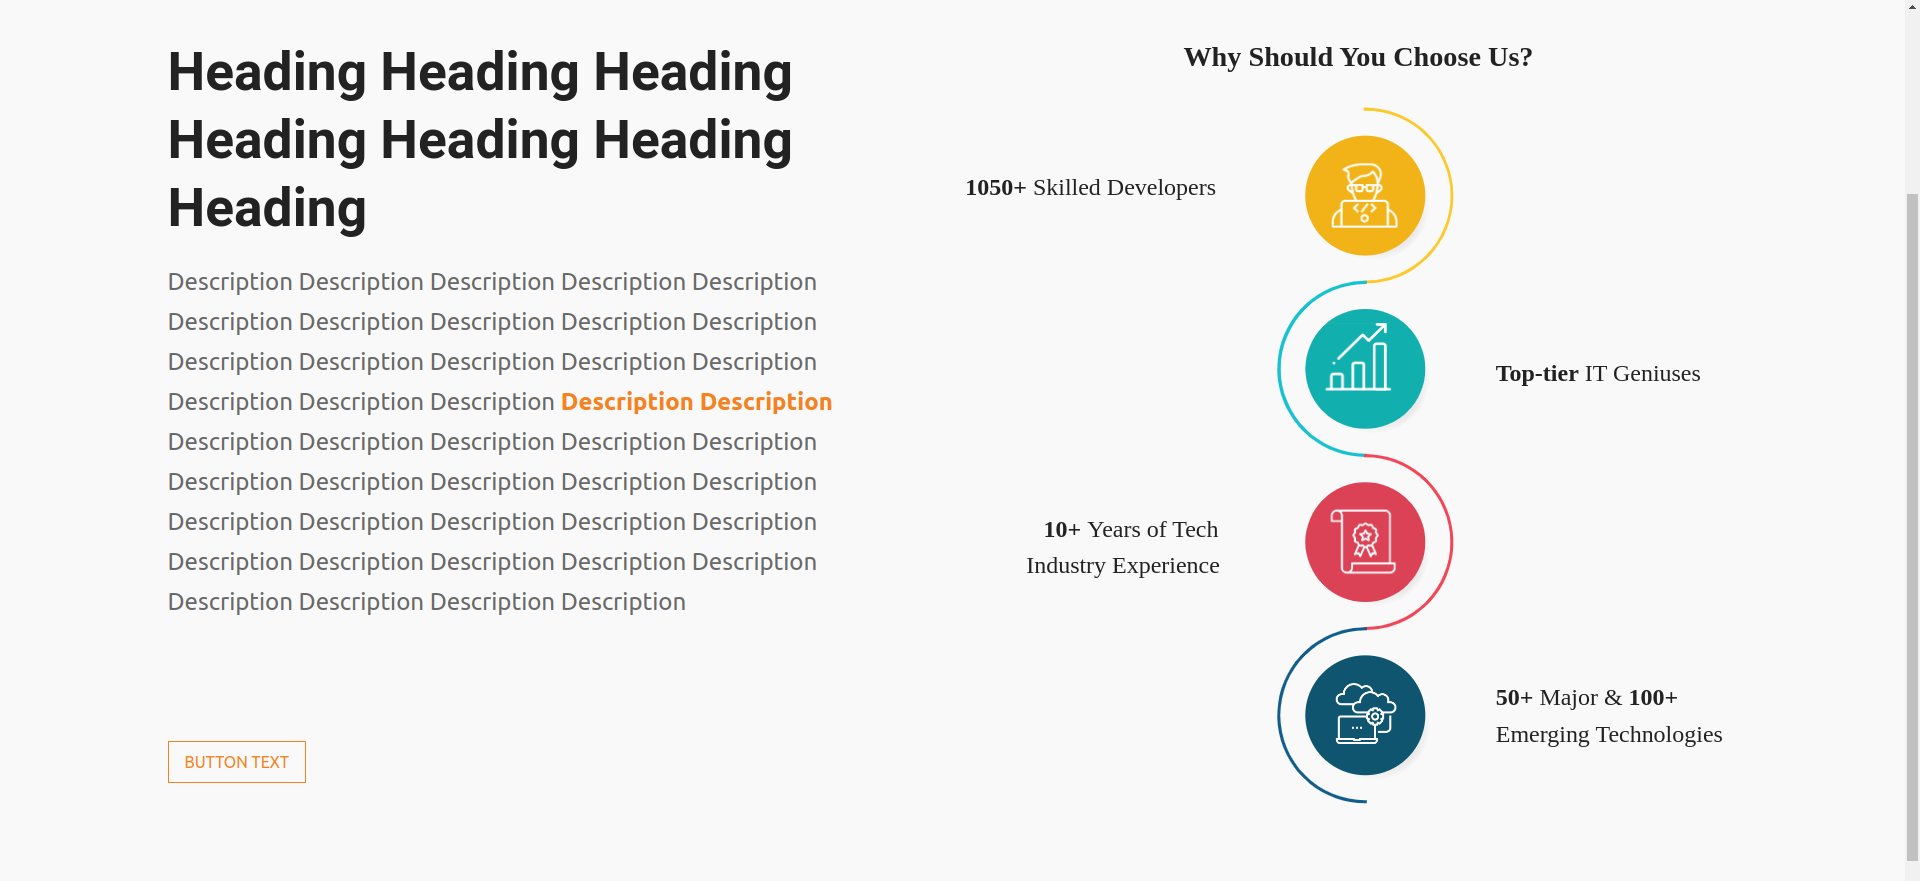 Heading Heading Heading
Heading Heading Heading
Heading
Description Description Description Description Description
Description Description Description Description Description
Description Description Description Description Description
Description Description Description Description Description
Description Description Description Description Description
Description Description Description Description Description
Description Description Description Description Description
Description Description Description Description Description
Description Description Description Description
BUTTON TEXT
Why Should You Choose Us?
1050+ Skilled Developers
Top-tier IT Geniuses
10+ Years of Tech
Industry Experience
50+ Major & 100+
Emerging Technologies